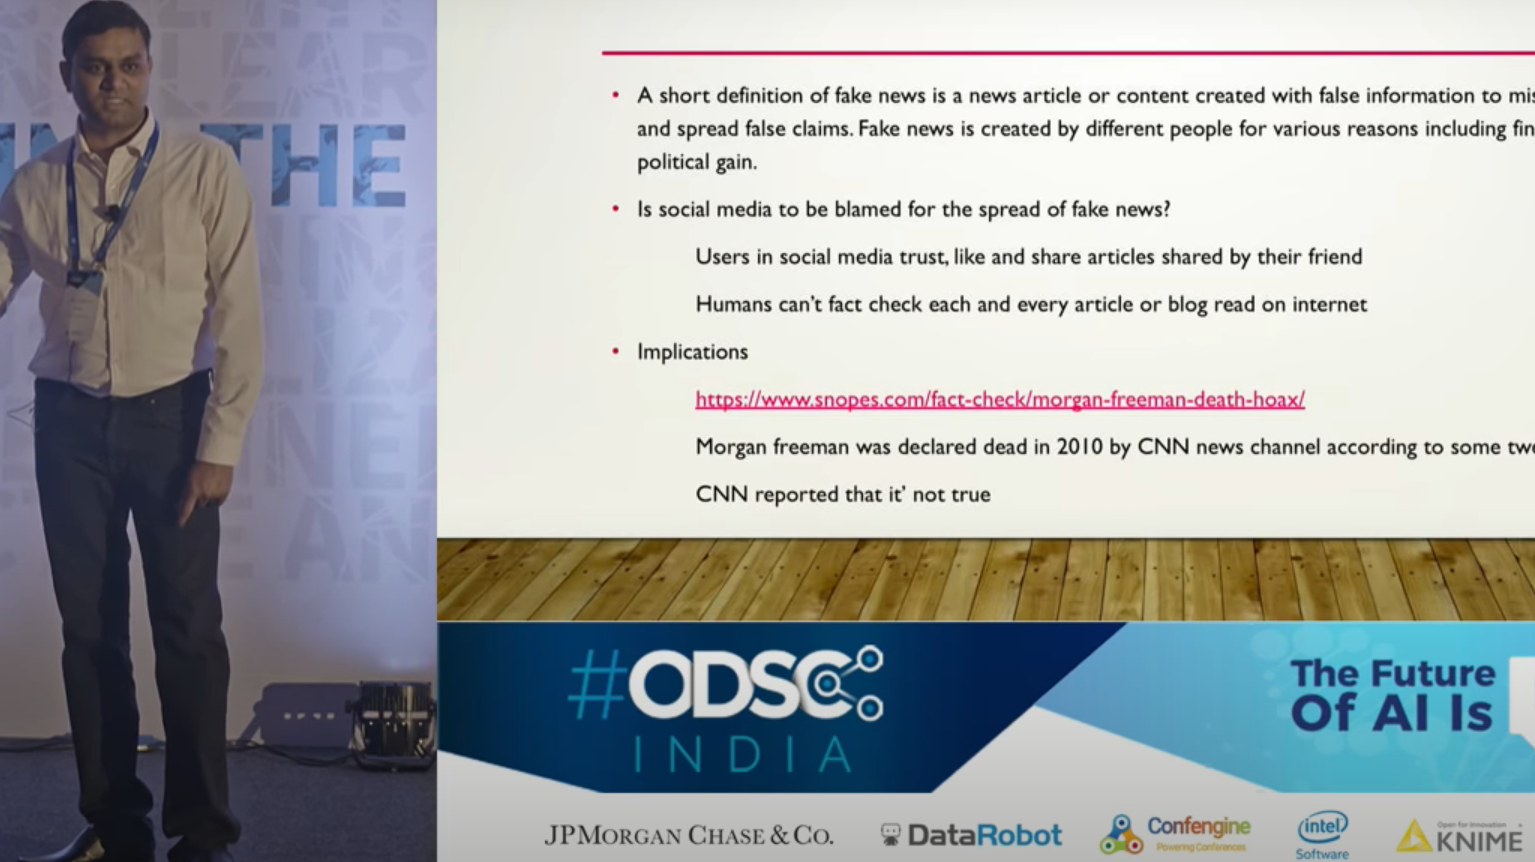 THE
• A short definition of fake news is a news article or content created with false information to mis
and spread false claims. Fake news is created by different people for various reasons including fin
political gain.
• Is social media to be blamed for the spread of fake news?
Users in social media trust, like and share articles shared by their friend
Humans can't fact check each and every article or blog read on internet
• Implications
https://www.snopes.com/fact-check/morgan-freeman-death-hoax/
Morgan freeman was declared dead in 2010 by CNN news channel according to some twe
CNN reported that it' not true
#ODSC
INDIA
The Future
Of AI Is
JPMORGAN CHASE & CO.
DataRobot
Confengine
Powering Conferences
intel
Software
Open for Innovation
KNIME